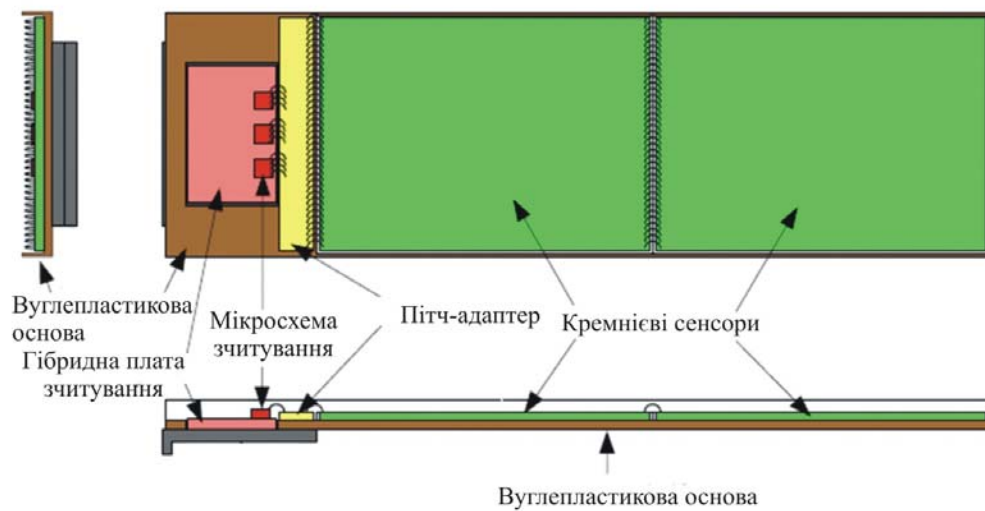 Вуглепластикова
основа
Гібридна плата
зчитування
Мікросхема
зчитування
Пітч-адаптер
Кремнієві сенсори
Вуглепластикова основа